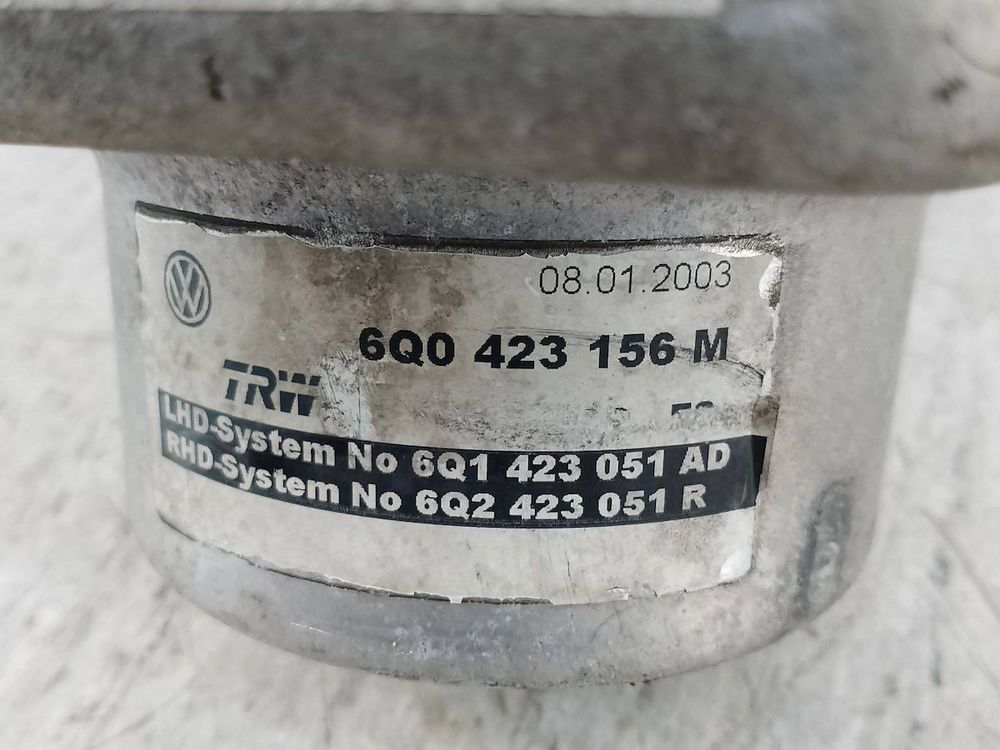 08.01.2003
6Q0 423 156 M
TRW
LHD-System No 6Q1 423 051 AD
RHD-System No 6Q2 423 051 R